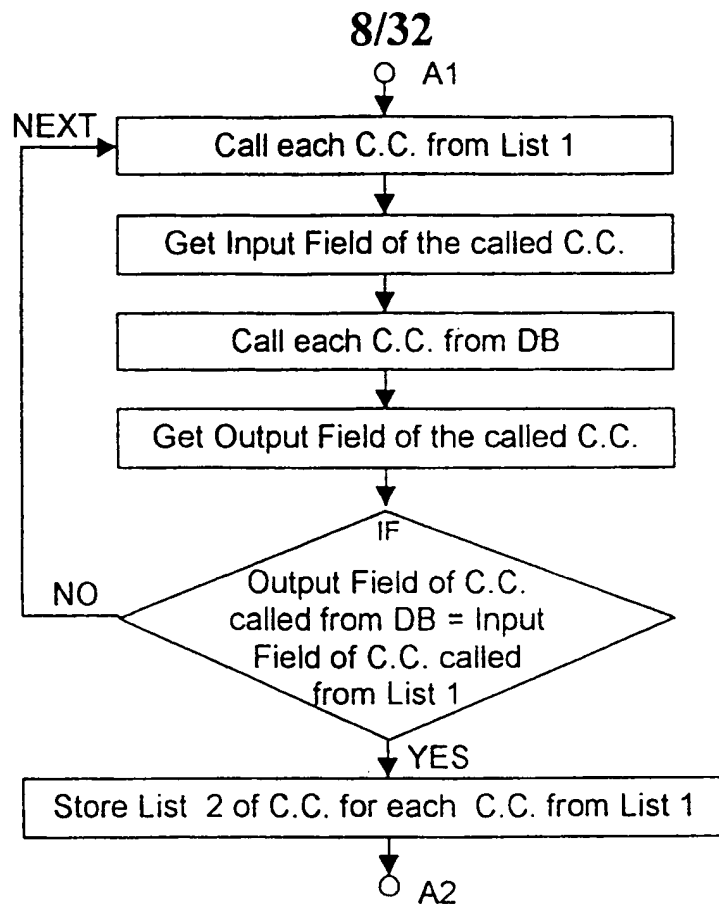 8/32
A1
NEXT
Call each C.C. from List 1
Get Input Field of the called C.C.
Call each C.C. from DB
Get Output Field of the called C.C.
IF
Output Field of C.C.
called from DB = Input
Field of C.C. called
from List 1
NO
YES
Store List 2 of C.C. for each C.C. from List 1
A2